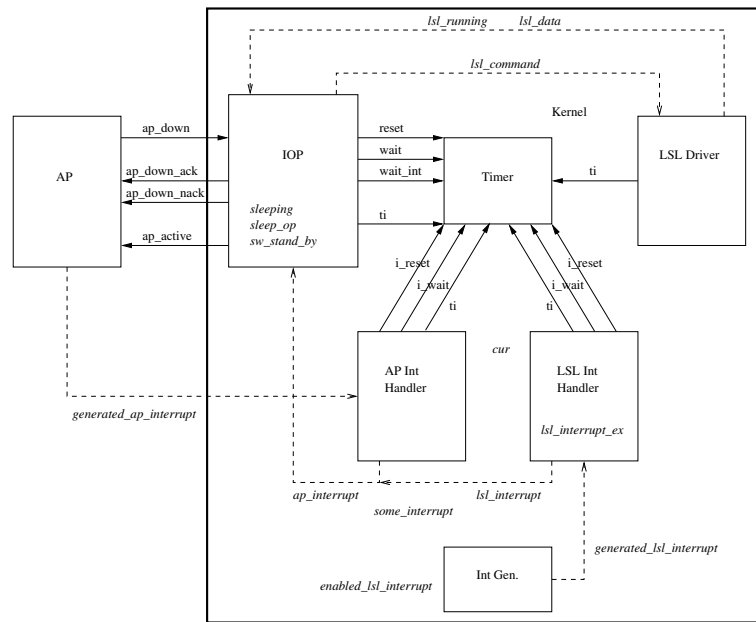 lsl_running lsl_data
lsl_command
Kernel
ap_down
reset
IOP
wait
Timer
LSL Driver
AP
ap_down_ack
wait_int
ti
ap_down_nack
sleeping
sleep_op
sw_stand_by
ti
ap_active
i_reset
i_reset
i_wait
i_wait
ti
ti
cur
AP Int
Handler
LSL Int
Handler
generated_ap_interrupt
lsl_interrupt_ex
ap_interrupt
lsl_interrupt
some_interrupt
generated_lsl_interrupt
Int Gen.
enabled_lsl_interrupt